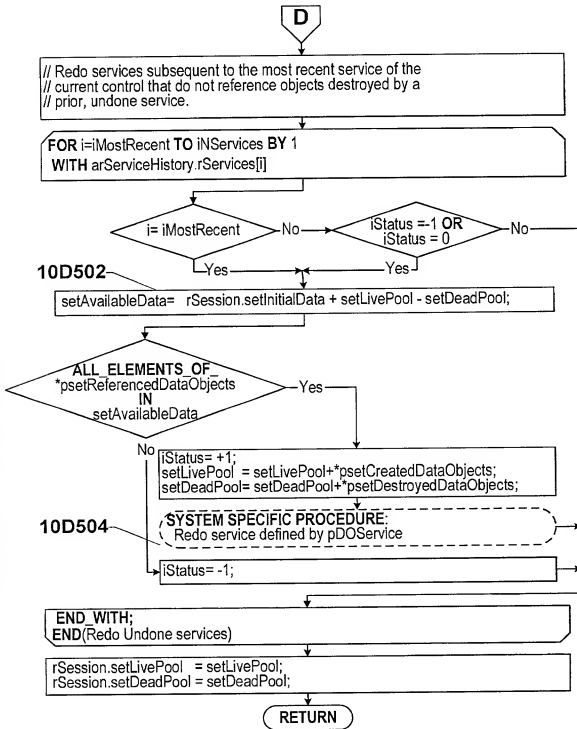 D
// Redo services subsequent to the most recent service of the
// current control that do not reference objects destroyed by a
// prior, undone service.
FOR i=iMostRecent TO iNServices BY 1
WITH arServiceHistory.rServices[i]
i= iMostRecent
No
iStatus =-1 OR
iStatus = 0
No
Yes
Yes
10D502
setAvailableData= rSession.setInitialData + setLivePool - setDeadPool;
ALL_ELEMENTS_OF_
*psetReferencedDataObjects
IN
setAvailableData
Yes
No
iStatus= +1;
setLivePool = setLivePool+*psetCreatedDataObjects;
setDeadPool= setDeadPool+*psetDestroyedDataObjects;
10D504
SYSTEM SPECIFIC PROCEDURE:
Redo service defined by pDOService
iStatus= -1;
END_WITH;
END(Redo Undone services)
rSession.setLivePool = setLivePool;
rSession.setDeadPool = setDeadPool;
RETURN